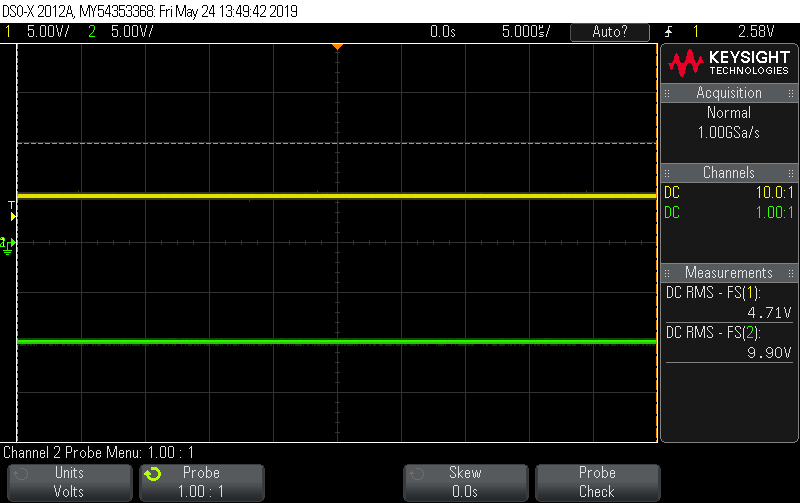 DSO-X 2012A, MY54353368: Fri May 24 13:49:42 2019
1 5.00V/ 2 5.00V/ 0.0s 5.000s/ Auto? 1 2.58V
KEYSIGHT
TECHNOLOGIES
Acquisition
Normal
1.00GSa/s
Channels
DC 10.0:1
DC 1.00:1
T
2
Measurements
DC RMS - FS(1):
4.71V
DC RMS - FS(2):
9.90V
Channel 2 Probe Menu: 1.00 : 1
Units
Volts
Probe
1.00 : 1
Skew
0.0s
Probe
Check